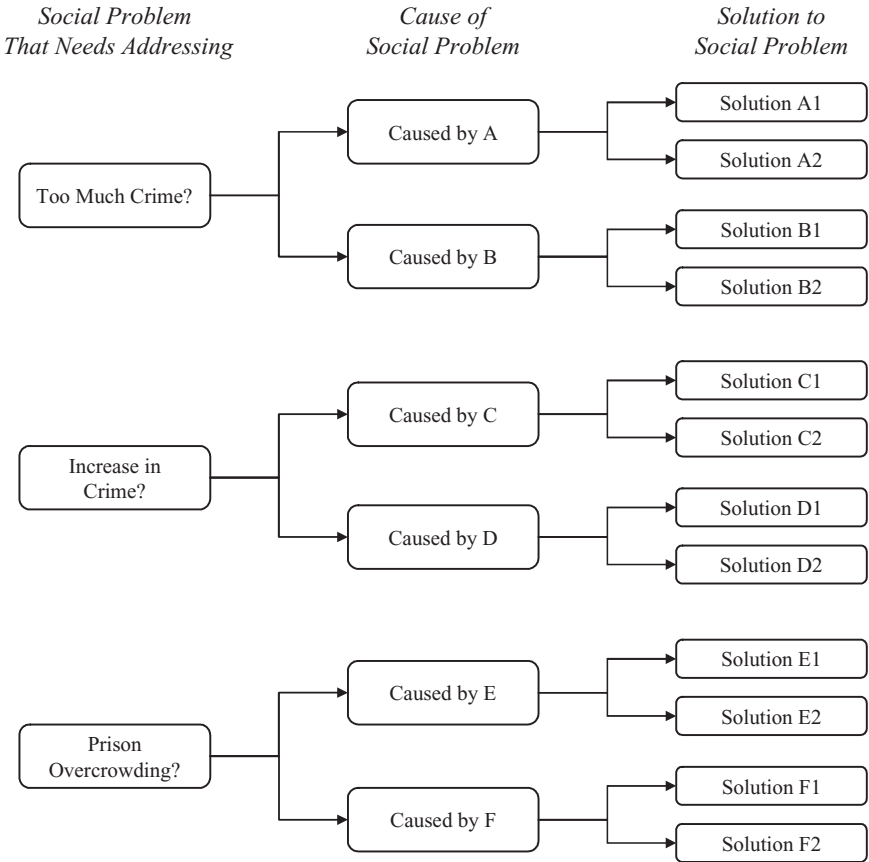 Social Problem
That Needs Addressing
Cause of
Social Problem
Solution to
Social Problem
Too Much Crime?
Caused by A
Solution A1
Solution A2
Caused by B
Solution B1
Solution B2
Increase in
Crime?
Caused by C
Solution C1
Solution C2
Caused by D
Solution D1
Solution D2
Prison
Overcrowding?
Caused by E
Solution E1
Solution E2
Caused by F
Solution F1
Solution F2